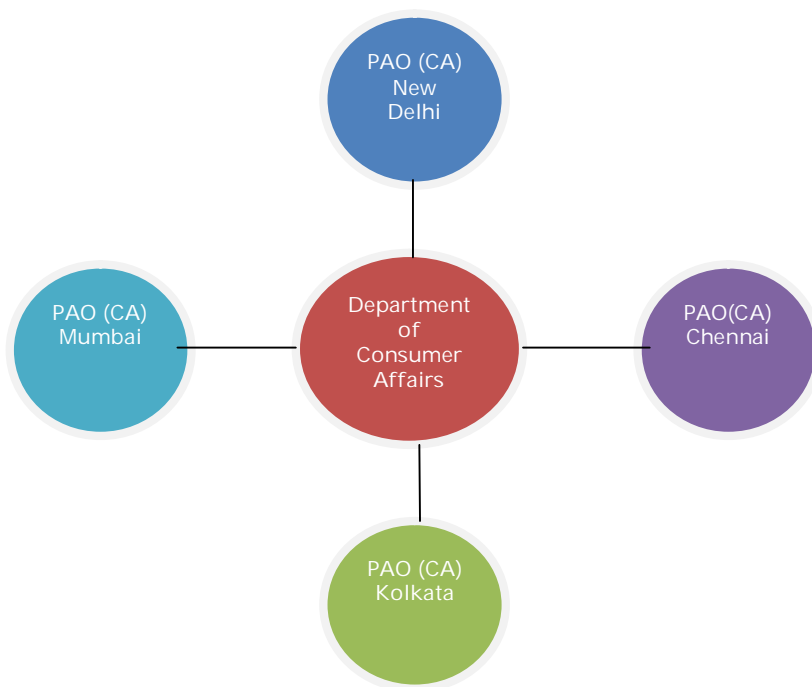 PAO (CA)
New
Delhi
PAO (CA)
Mumbai
Department
of
Consumer
Affairs
PAO(CA)
Chennai
PAO (CA)
Kolkata